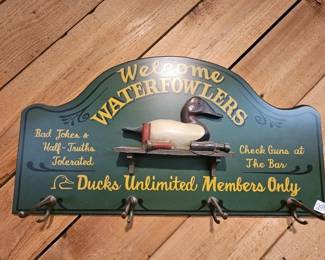 Welcome
WATERFOWLERS
Bad Jokes &
Half-Truths
Tolerated
Check Guns at
The Bar
Ducks Unlimited Members Only